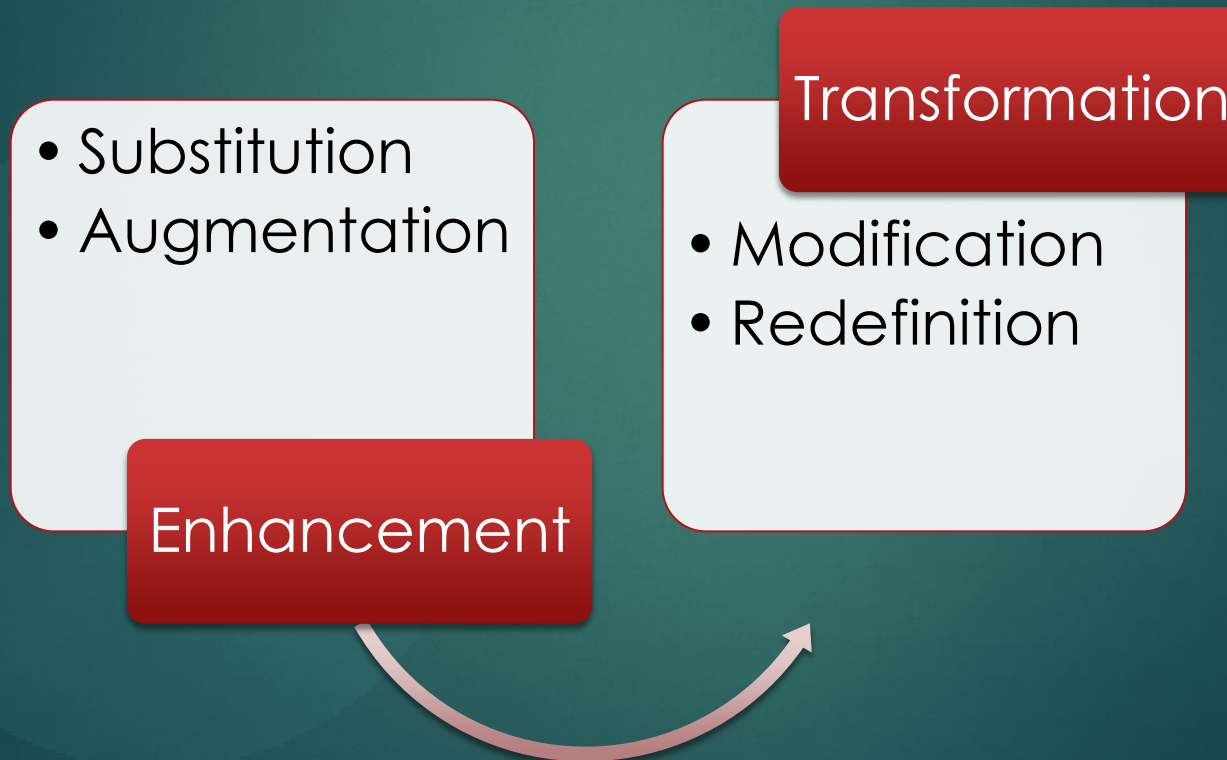 • Substitution
• Augmentation
Enhancement
Transformation
• Modification
• Redefinition